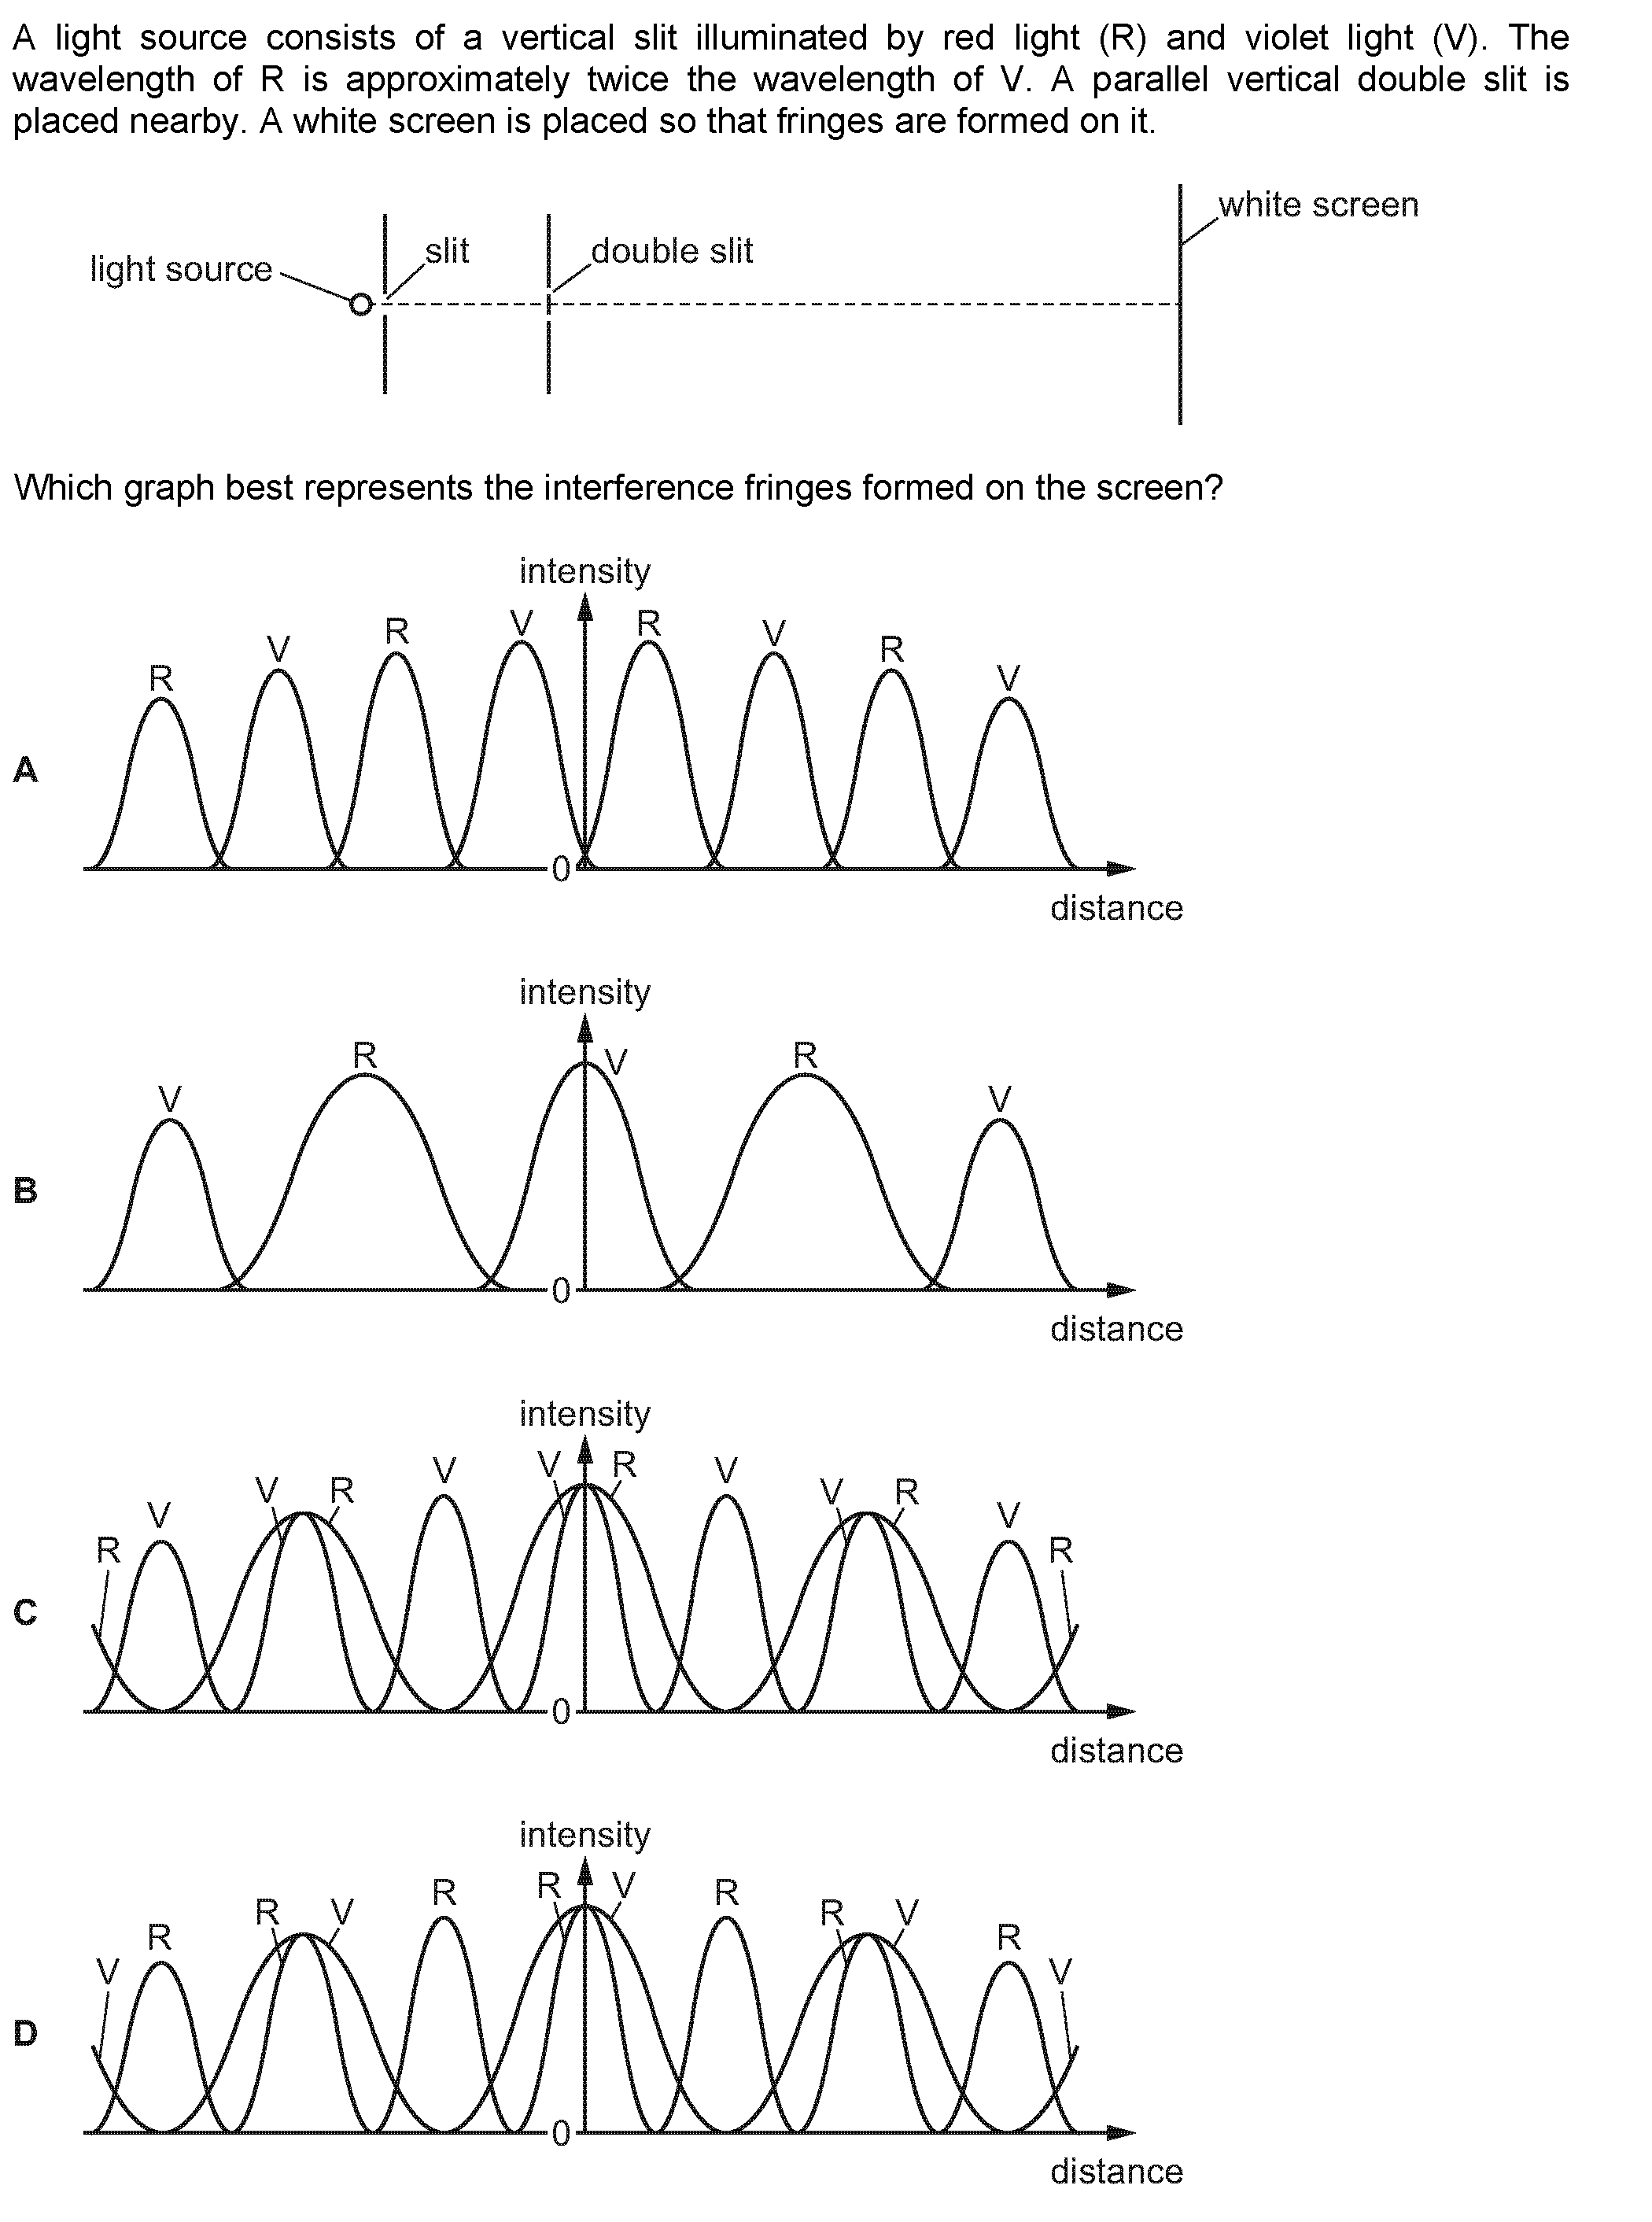 A light source consists of a vertical slit illuminated by red light (R) and violet light (V). The
wavelength of R is approximately twice the wavelength of V. A parallel vertical double slit is
placed nearby. A white screen is placed so that fringes are formed on it.
white screen
slit
double slit
light source
Which graph best represents the interference fringes formed on the screen?
intensity
R V R V R V R V
A
0
distance
intensity
V R V R V
B
0
distance
intensity
R V V R V V R V V R V R
C
0
distance
intensity
V R R V R R V R R V R V
D
0
distance